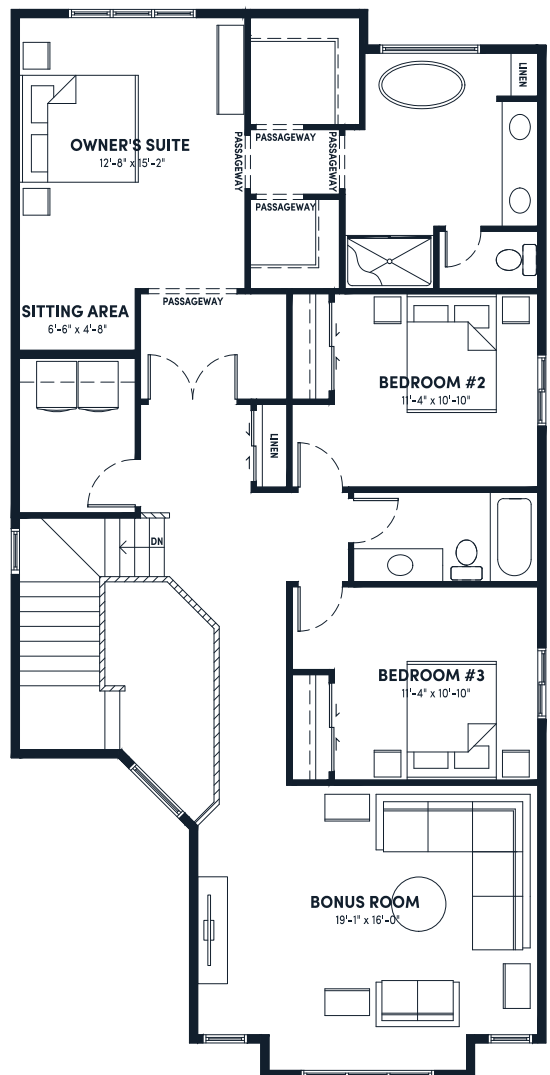 LINEN
OWNER'S SUITE
12'-8" x 15'-2"
PASSAGEWAY
PASSAGEWAY
PASSAGEWAY
PASSAGEWAY
PASSAGEWAY
SITTING AREA
6'-6" x 4'-8"
BEDROOM #2
11'-4" x 10'-10"
LINEN
DN
BEDROOM #3
11'-4" x 10'-10"
BONUS ROOM
19'-1" x 16'-0"